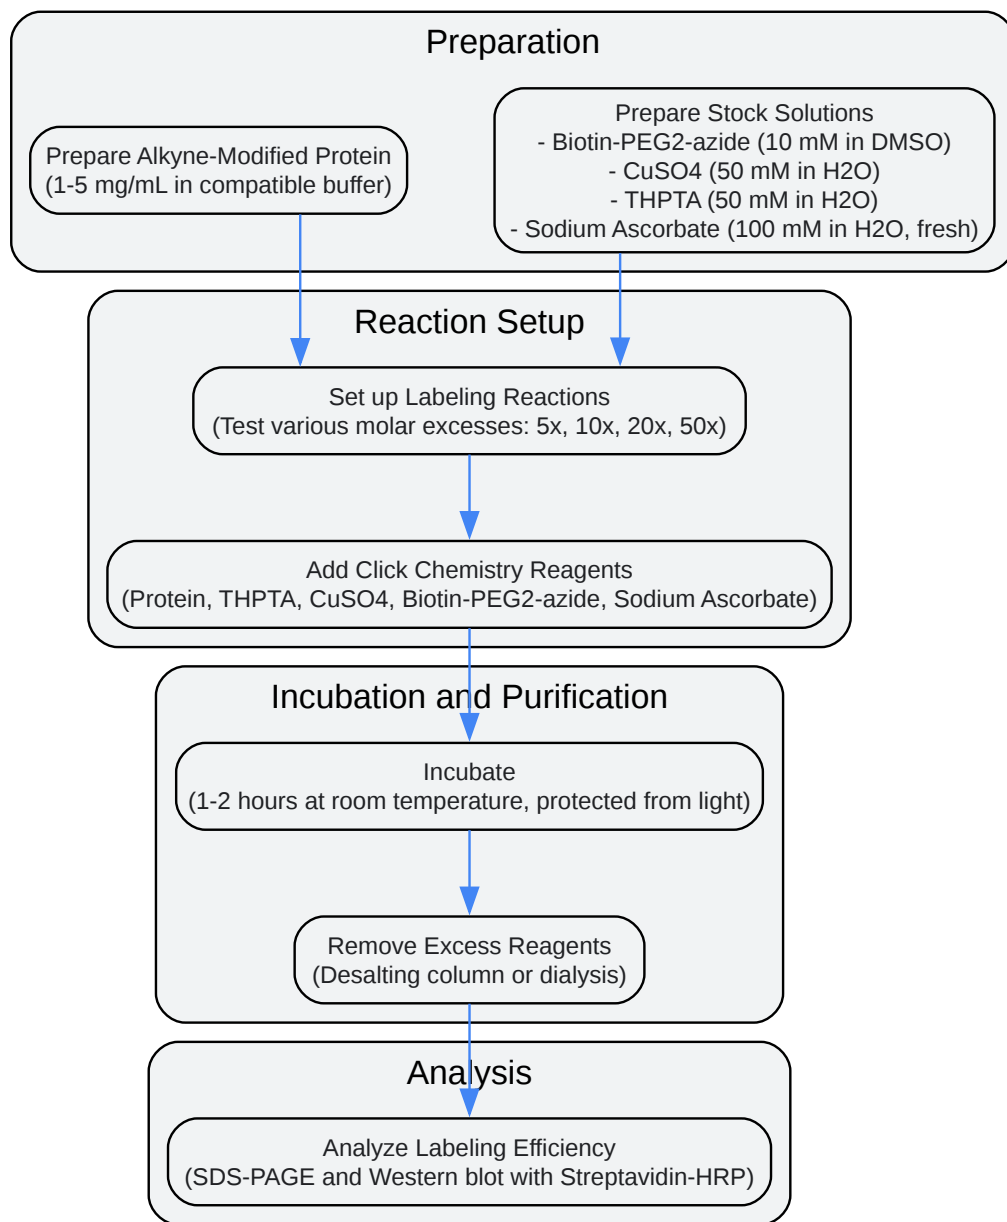 Preparation
Prepare Alkyne-Modified Protein
(1-5 mg/mL in compatible buffer)
Prepare Stock Solutions
- Biotin-PEG2-azide (10 mM in DMSO)
- CuSO4 (50 mM in H2O)
- THPTA (50 mM in H2O)
- Sodium Ascorbate (100 mM in H2O, fresh)
Reaction Setup
Set up Labeling Reactions
(Test various molar excesses: 5x, 10x, 20x, 50x)
Add Click Chemistry Reagents
(Protein, THPTA, CuSO4, Biotin-PEG2-azide, Sodium Ascorbate)
Incubation and Purification
Incubate
(1-2 hours at room temperature, protected from light)
Remove Excess Reagents
(Desalting column or dialysis)
Analysis
Analyze Labeling Efficiency
(SDS-PAGE and Western blot with Streptavidin-HRP)